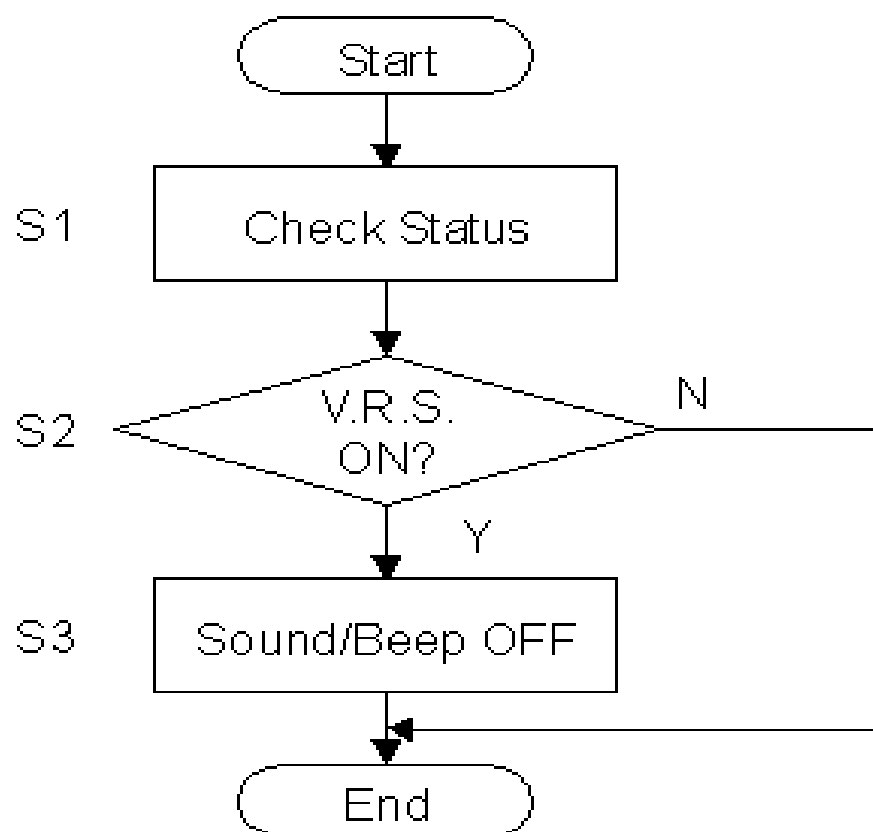 Start
S1
Check Status
S2
V.R.S.
ON?
N
Y
S3
Sound/Beep OFF
End